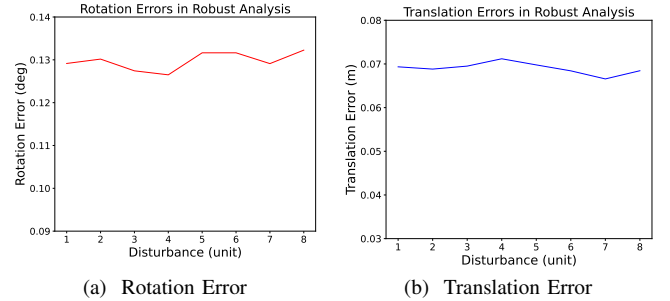 Rotation Errors in Robust Analysis
0.14
0.13
0.12
0.11
0.10
0.09
Rotation Error (deg)
1 2 3 4 5 6 7 8
Disturbance (unit)
(a) Rotation Error
Translation Errors in Robust Analysis
0.08
0.07
0.06
0.05
0.04
0.03
Translation Error (m)
1 2 3 4 5 6 7 8
Disturbance (unit)
(b) Translation Error